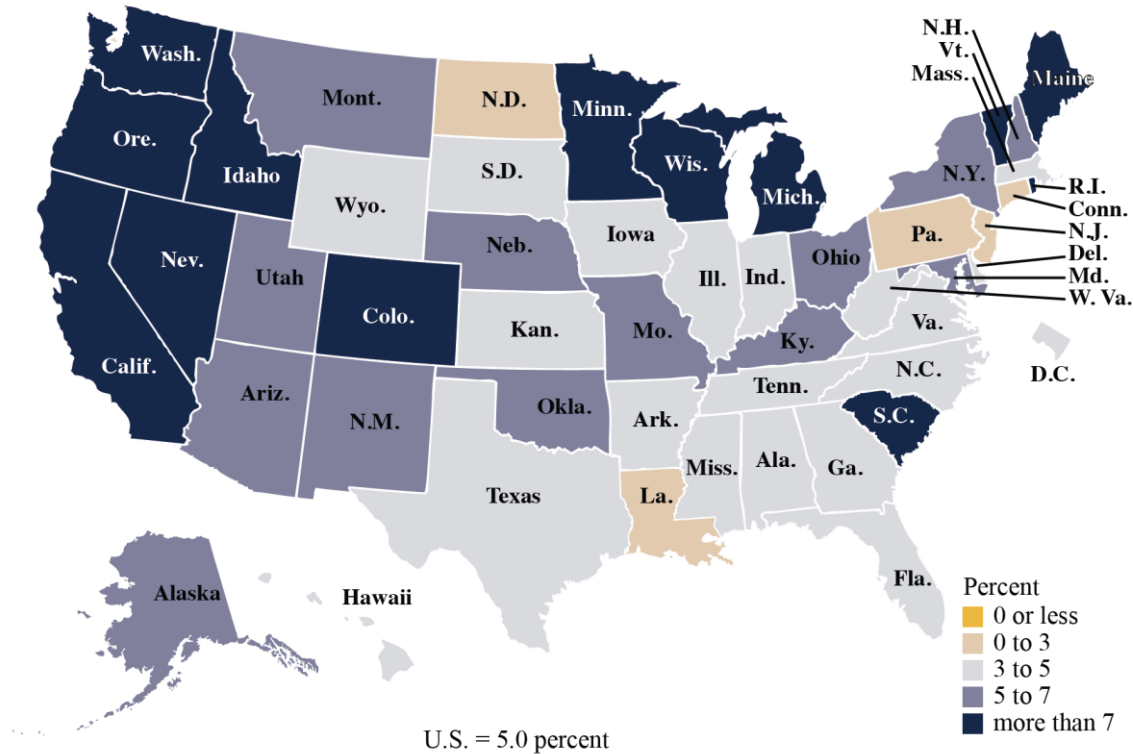 N.H.
Vt.
Mass.
Wash.
Maine
Mont.
N.D.
Minn.
Ore.
Idaho
S.D.
Wis.
Mich.
N.Y.
Wyo.
R.I.
Conn.
N.J.
Del.
Md.
W. Va.
Neb.
Iowa
Pa.
Nev.
Utah
Ill.
Ind.
Ohio
Colo.
Kan.
Mo.
Ky.
Va.
Calif.
D.C.
Ariz.
N.M.
Okla.
Ark.
Tenn.
N.C.
S.C.
Texas
La.
Miss.
Ala.
Ga.
Fla.
Alaska
Hawaii
Percent
0 or less
0 to 3
3 to 5
5 to 7
more than 7
U.S. = 5.0 percent